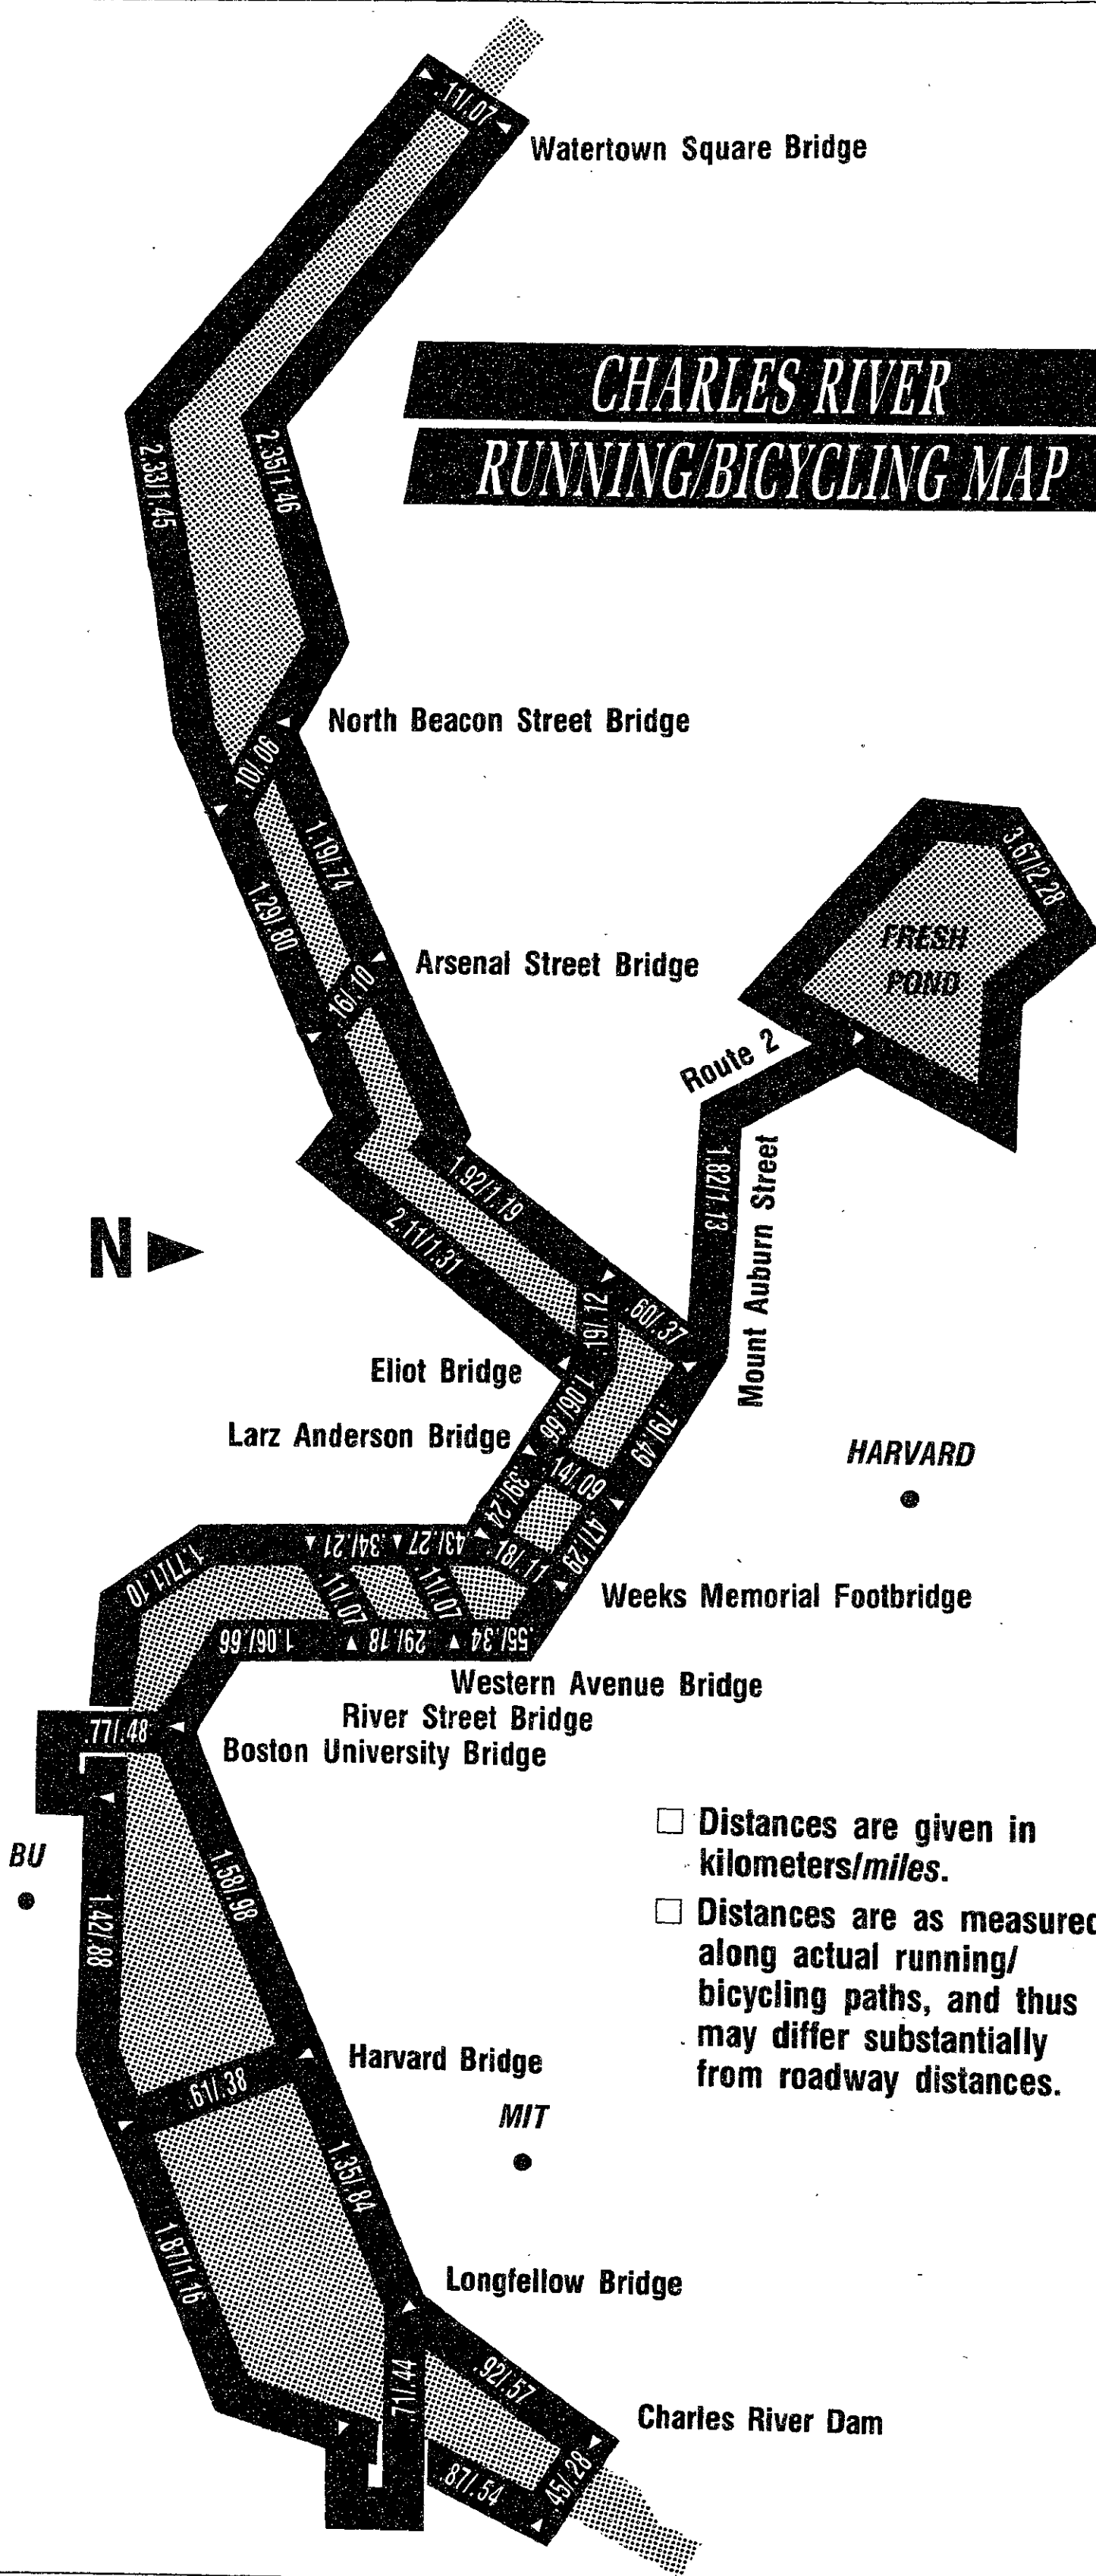 .11/.07
Watertown Square Bridge
CHARLES RIVER
RUNNING/BICYCLING MAP
2.33/1.45
2.35/1.46
North Beacon Street Bridge
.10/.06
1.19/.74
1.29/.80
3.67/2.28
FRESH
POND
Arsenal Street Bridge
.16/.10
Route 2
1.82/1.13
Mount Auburn Street
1.92/1.19
2.11/1.31
N
.19/.12
.60/.37
Eliot Bridge
1.06/.66
.79/.49
Larz Anderson Bridge
.14/.09
HARVARD
.39/.24
.47/.29
.18/.11
.34/.21
.43/.27
1.77/1.10
.11/.07
.11/.07
Weeks Memorial Footbridge
1.06/.66
.29/.18
.55/.34
Western Avenue Bridge
River Street Bridge
.77/.48
Boston University Bridge
BU
1.58/.98
1.42/.88
Distances are given in
kilometers/miles.
Distances are as measured
along actual running/
bicycling paths, and thus
may differ substantially
from roadway distances.
Harvard Bridge
.61/.38
MIT
1.35/.84
1.87/1.16
Longfellow Bridge
.71/.44
.92/.57
Charles River Dam
.87/.54
.45/.28